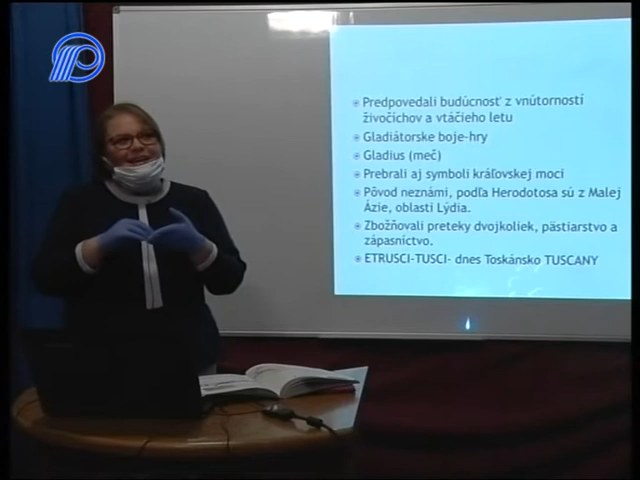 Predpovedali budúcnosť z vnútorností
živočíchov a vtáčieho letu
Gladiátorske boje-hry
Gladius (meč)
Prebrali aj symboli kráľovskej moci
Pôvod neznámi, podľa Herodotosa sú z Malej
Ázie, oblasti Lýdia.
Zbožňovali preteky dvojkoliek, pästiarstvo a
zápasníctvo.
ETRUSCI-TUSCI- dnes Toskánsko TUSCANY